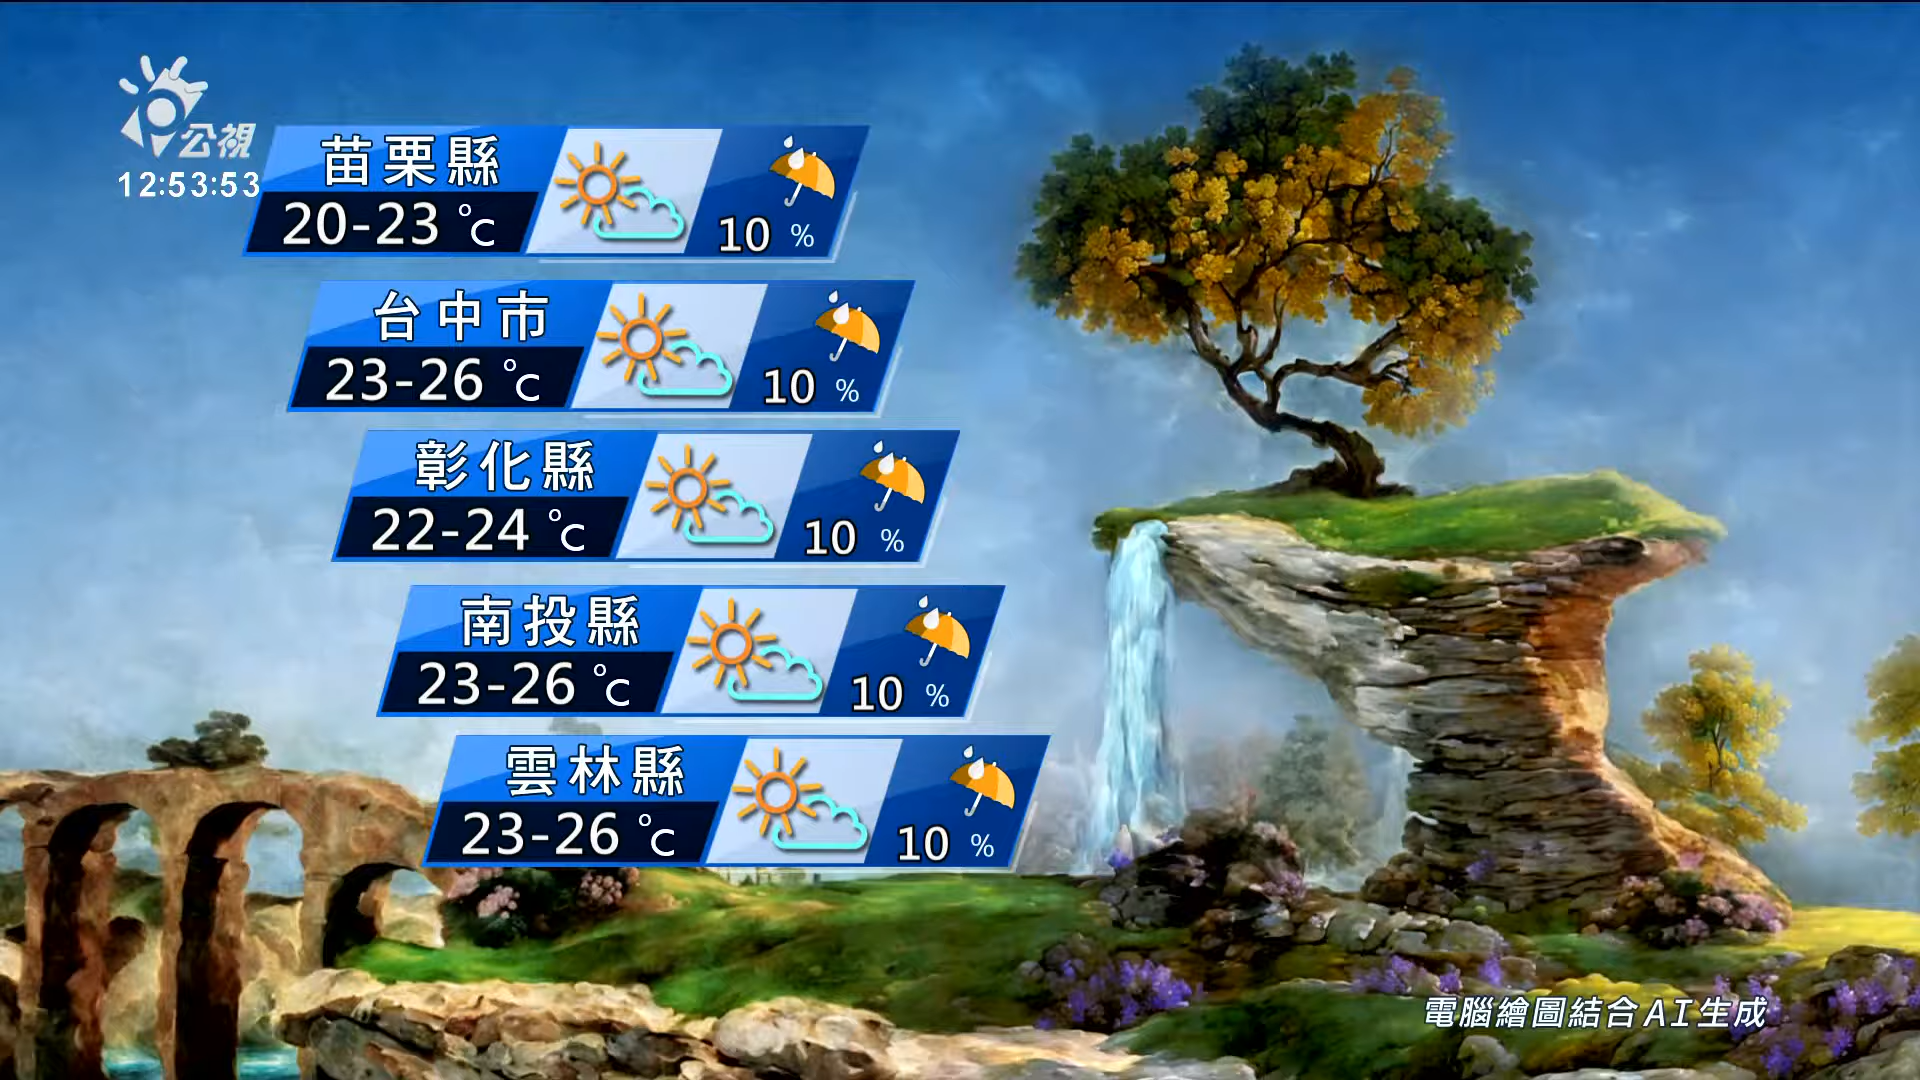 公視
12:53:53
苗栗縣
20-23 ℃
10 %
台中市
23-26 ℃
10 %
彰化縣
22-24 ℃
10 %
南投縣
23-26 ℃
10 %
雲林縣
23-26 ℃
10 %
電腦繪圖結合AI生成